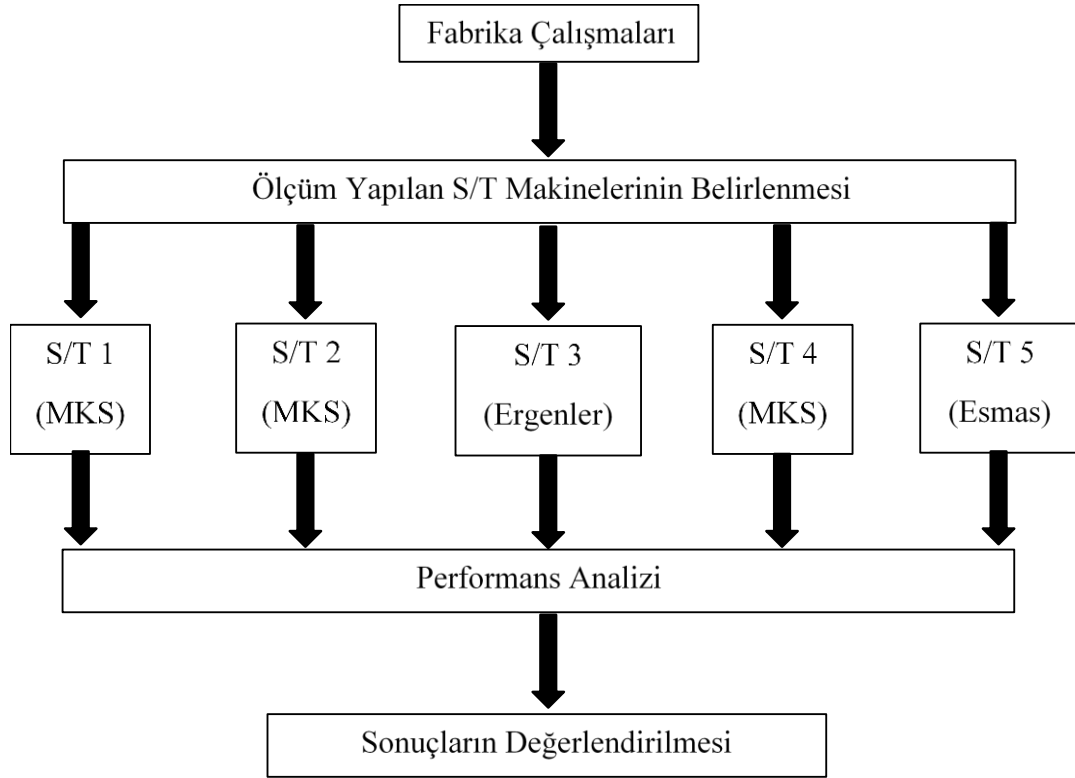 Fabrika Çalışmaları
Ölçüm Yapılan S/T Makinelerinin Belirlenmesi
S/T 1
(MKS)
S/T 2
(MKS)
S/T 3
(Ergenler)
S/T 4
(MKS)
S/T 5
(Esmas)
Performans Analizi
Sonuçların Değerlendirilmesi